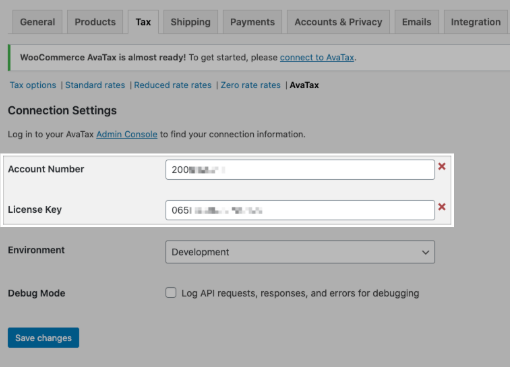 General Products Tax Shipping Payments Accounts & Privacy Emails Integration
WooCommerce AvaTax is almost ready! To get started, please connect to AvaTax.
Tax options | Standard rates | Reduced rate rates | Zero rate rates | AvaTax
Connection Settings
Log in to your AvaTax Admin Console to find your connection information.
Account Number 200
License Key 065
Environment Development
Debug Mode Log API requests, responses, and errors for debugging
Save changes